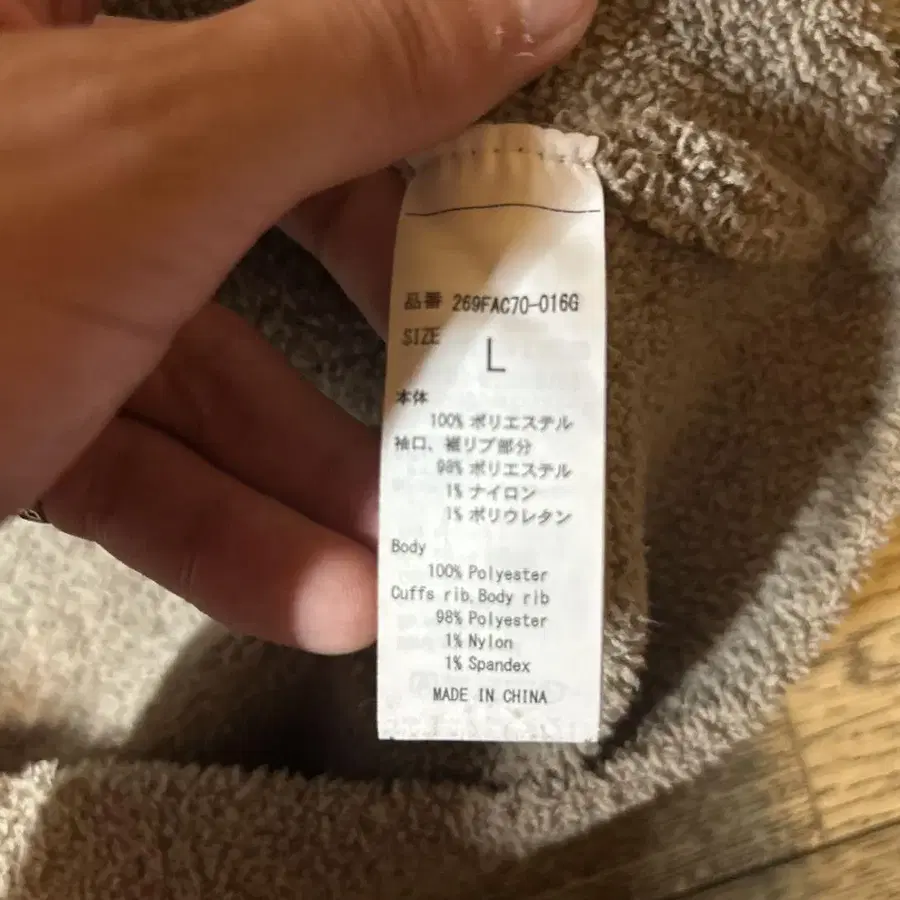 品番 269FAC70-016G
SIZE
L
本体
100% ポリエステル
袖口、裾リブ部分
98% ポリエステル
1% ナイロン
1% ポリウレタン
Body
100% Polyester
Cuffs rib,Body rib
98% Polyester
1% Nylon
1% Spandex
MADE IN CHINA